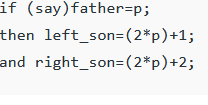 if (say)father=p;
then left_son=(2*p)+1;
and right_son=(2*p)+2;